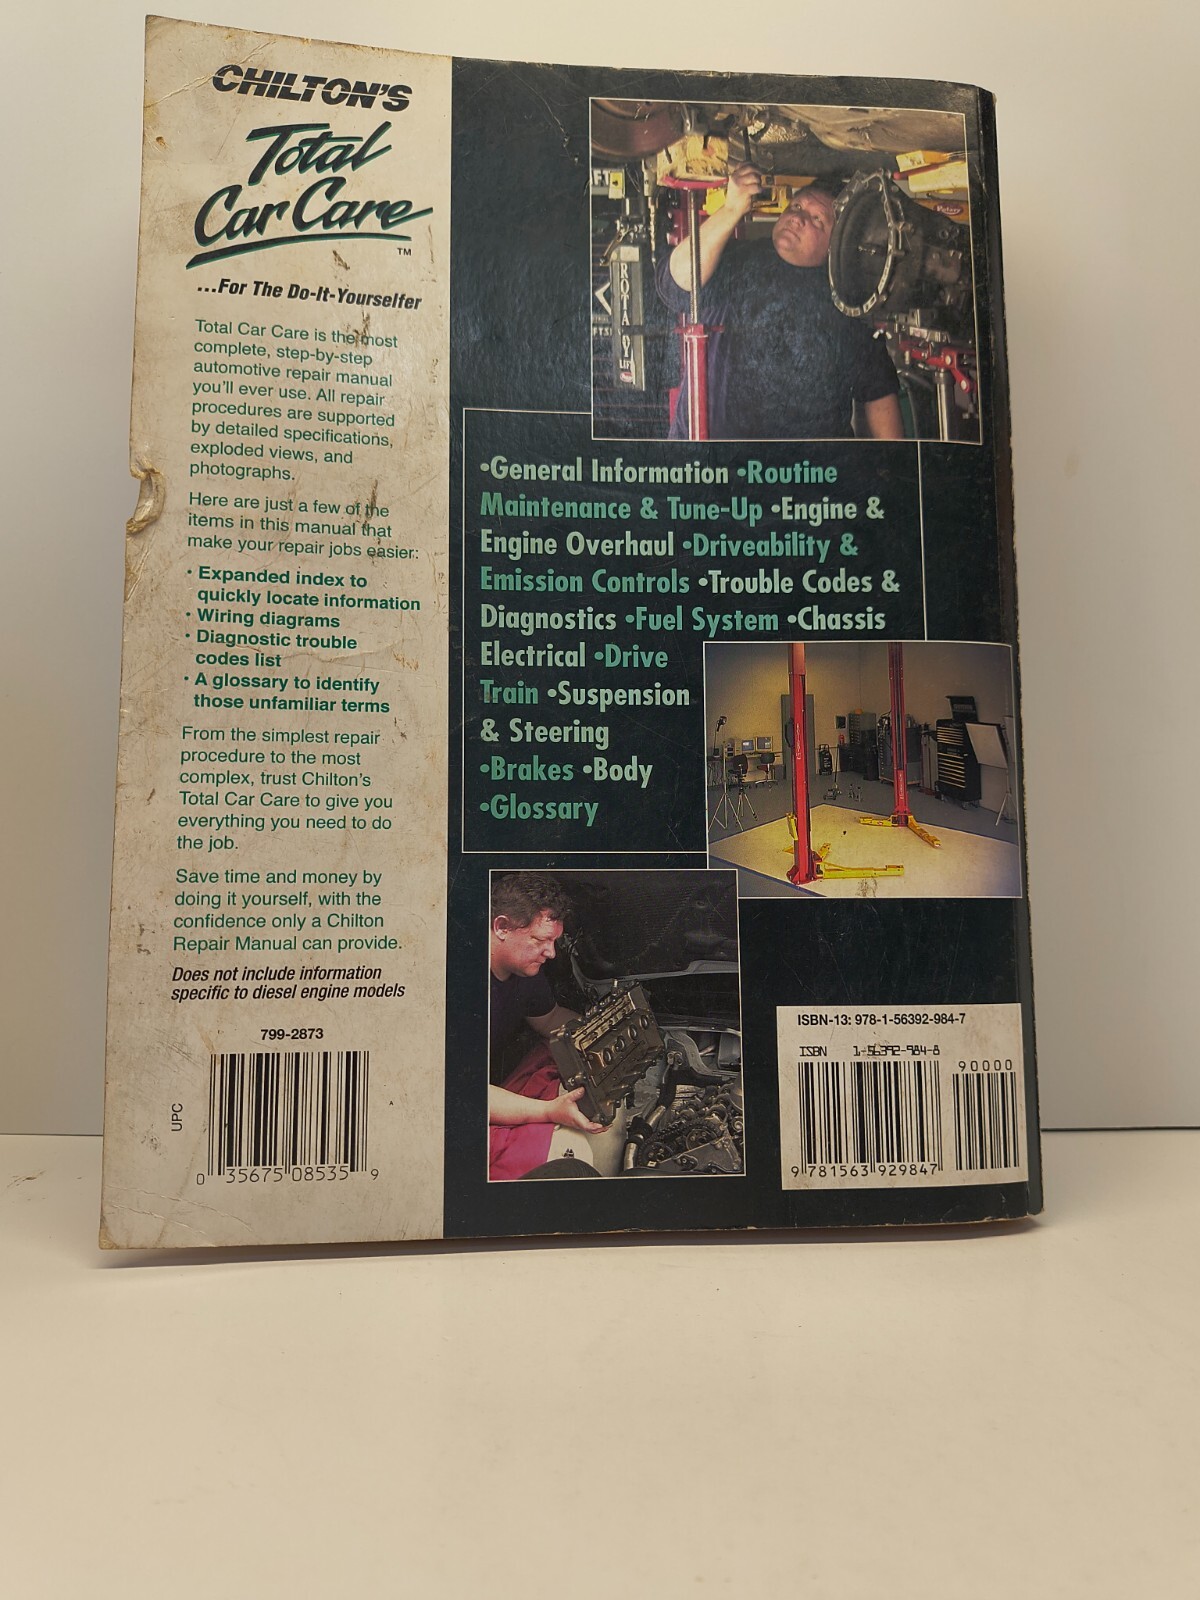 CHILTON'S
Total
Car Care
TM
...For The Do-It-Yourselfer
Total Car Care is the most
complete, step-by-step
automotive repair manual
you'll ever use. All repair
procedures are supported
by detailed specifications,
exploded views, and
photographs.
Here are just a few of the
items in this manual that
make your repair jobs easier:
• Expanded index to
quickly locate information
• Wiring diagrams
• Diagnostic trouble
codes list
• A glossary to identify
those unfamiliar terms
From the simplest repair
procedure to the most
complex, trust Chilton's
Total Car Care to give you
everything you need to do
the job.
Save time and money by
doing it yourself, with the
confidence only a Chilton
Repair Manual can provide.
Does not include information
specific to diesel engine models
799-2873
UPC
0 35675 08535 9
ROTARY
LIFT
•General Information •Routine
Maintenance & Tune-Up •Engine &
Engine Overhaul •Driveability &
Emission Controls •Trouble Codes &
Diagnostics •Fuel System •Chassis
Electrical •Drive
Train •Suspension
& Steering
•Brakes •Body
•Glossary
ISBN-13: 978-1-56392-984-7
ISBN 1-56392-984-8
90000
9 781563 929847